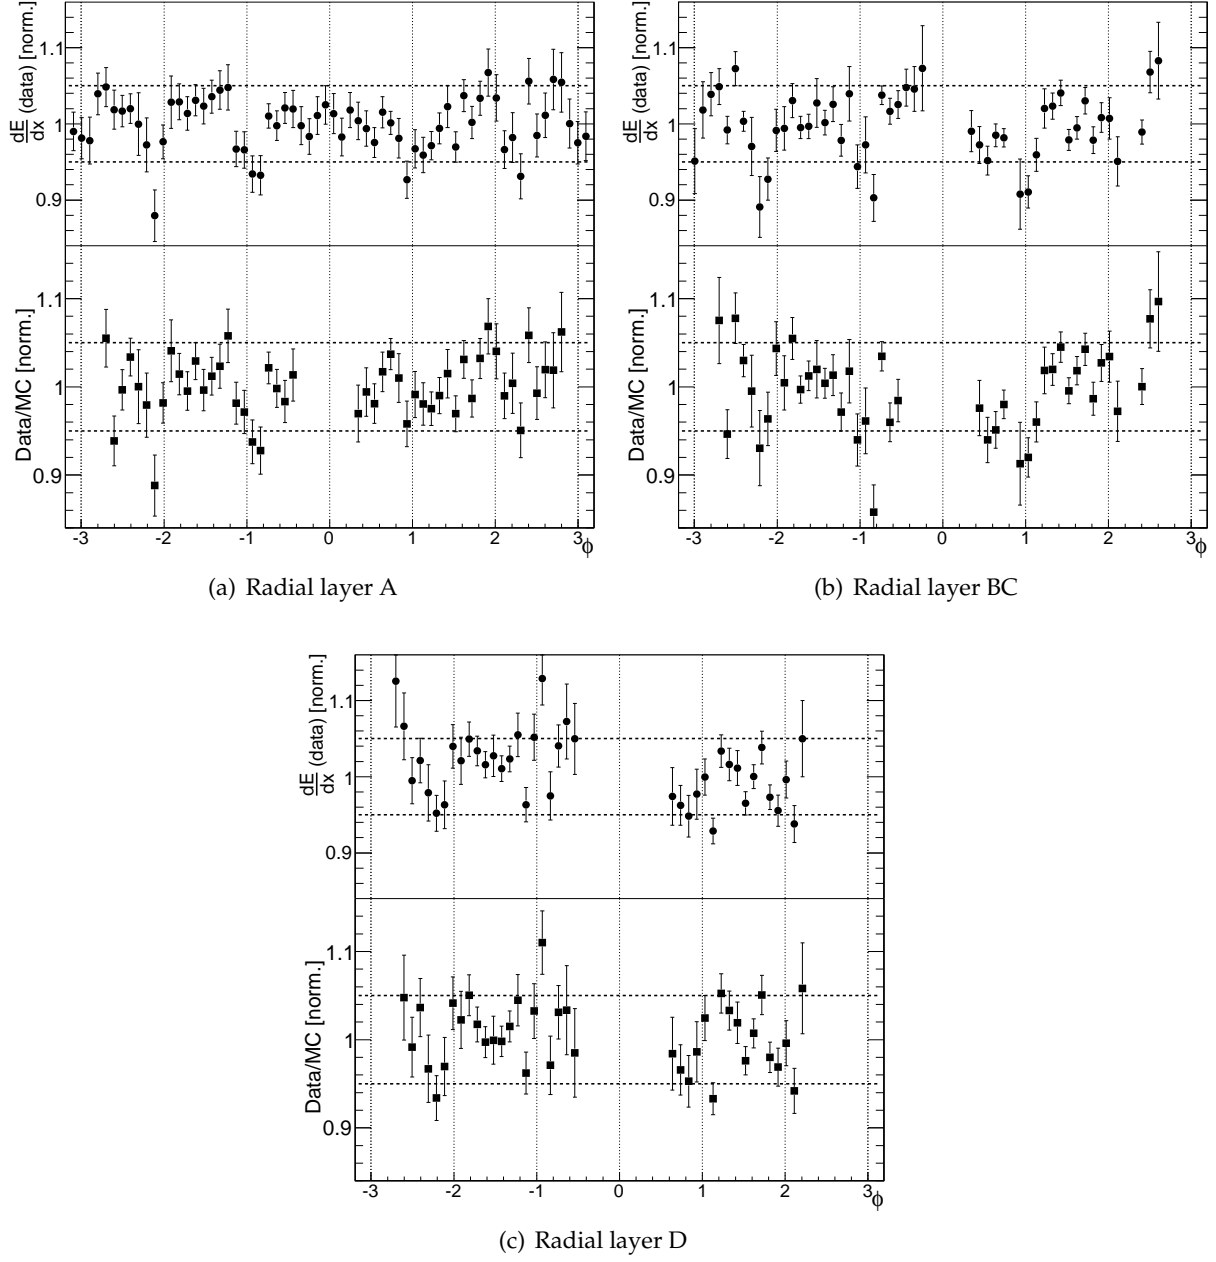 dE/dx (data) [norm.]
1.1
1
0.9
Data/MC [norm.]
1.1
1
0.9
-3 -2 -1 0 1 2 3 ϕ
(a) Radial layer A
dE/dx (data) [norm.]
1.1
1
0.9
Data/MC [norm.]
1.1
1
0.9
-3 -2 -1 0 1 2 3 ϕ
(b) Radial layer BC
dE/dx (data) [norm.]
1.1
1
0.9
Data/MC [norm.]
1.1
1
0.9
-3 -2 -1 0 1 2 3 ϕ
(c) Radial layer D